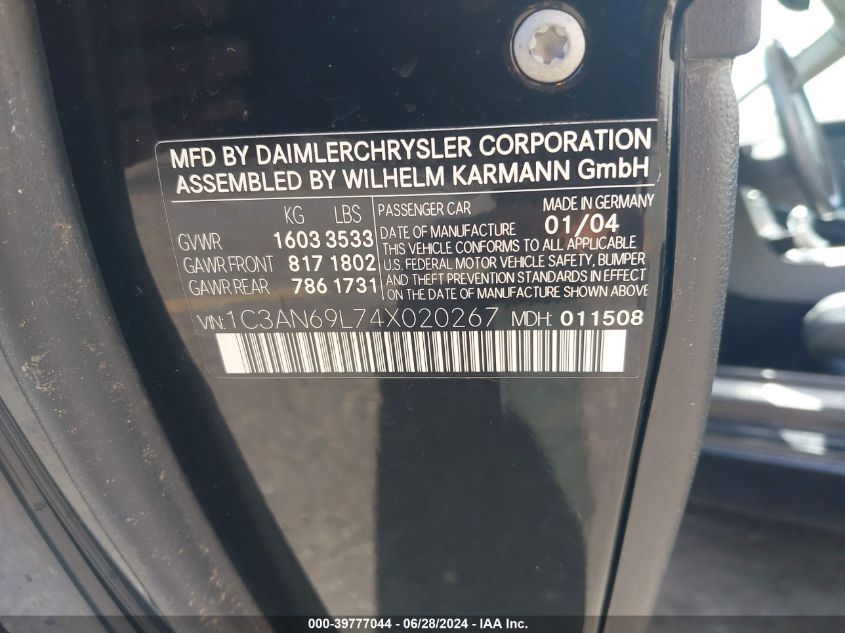 MFD BY DAIMLERCHRYSLER CORPORATION
ASSEMBLED BY WILHELM KARMANN GmbH
KG LBS
GVWR 1603 3533
GAWR FRONT 817 1802
GAWR REAR 786 1731
PASSENGER CAR MADE IN GERMANY
DATE OF MANUFACTURE 01/04
THIS VEHICLE CONFORMS TO ALL APPLICABLE
U.S. FEDERAL MOTOR VEHICLE SAFETY, BUMPER
AND THEFT PREVENTION STANDARDS IN EFFECT
ON THE DATE OF MANUFACTURE SHOWN ABOVE
VIN: 1C3AN69L74X020267 MDH: 011508
000-39777044 - 06/28/2024 - IAA Inc.